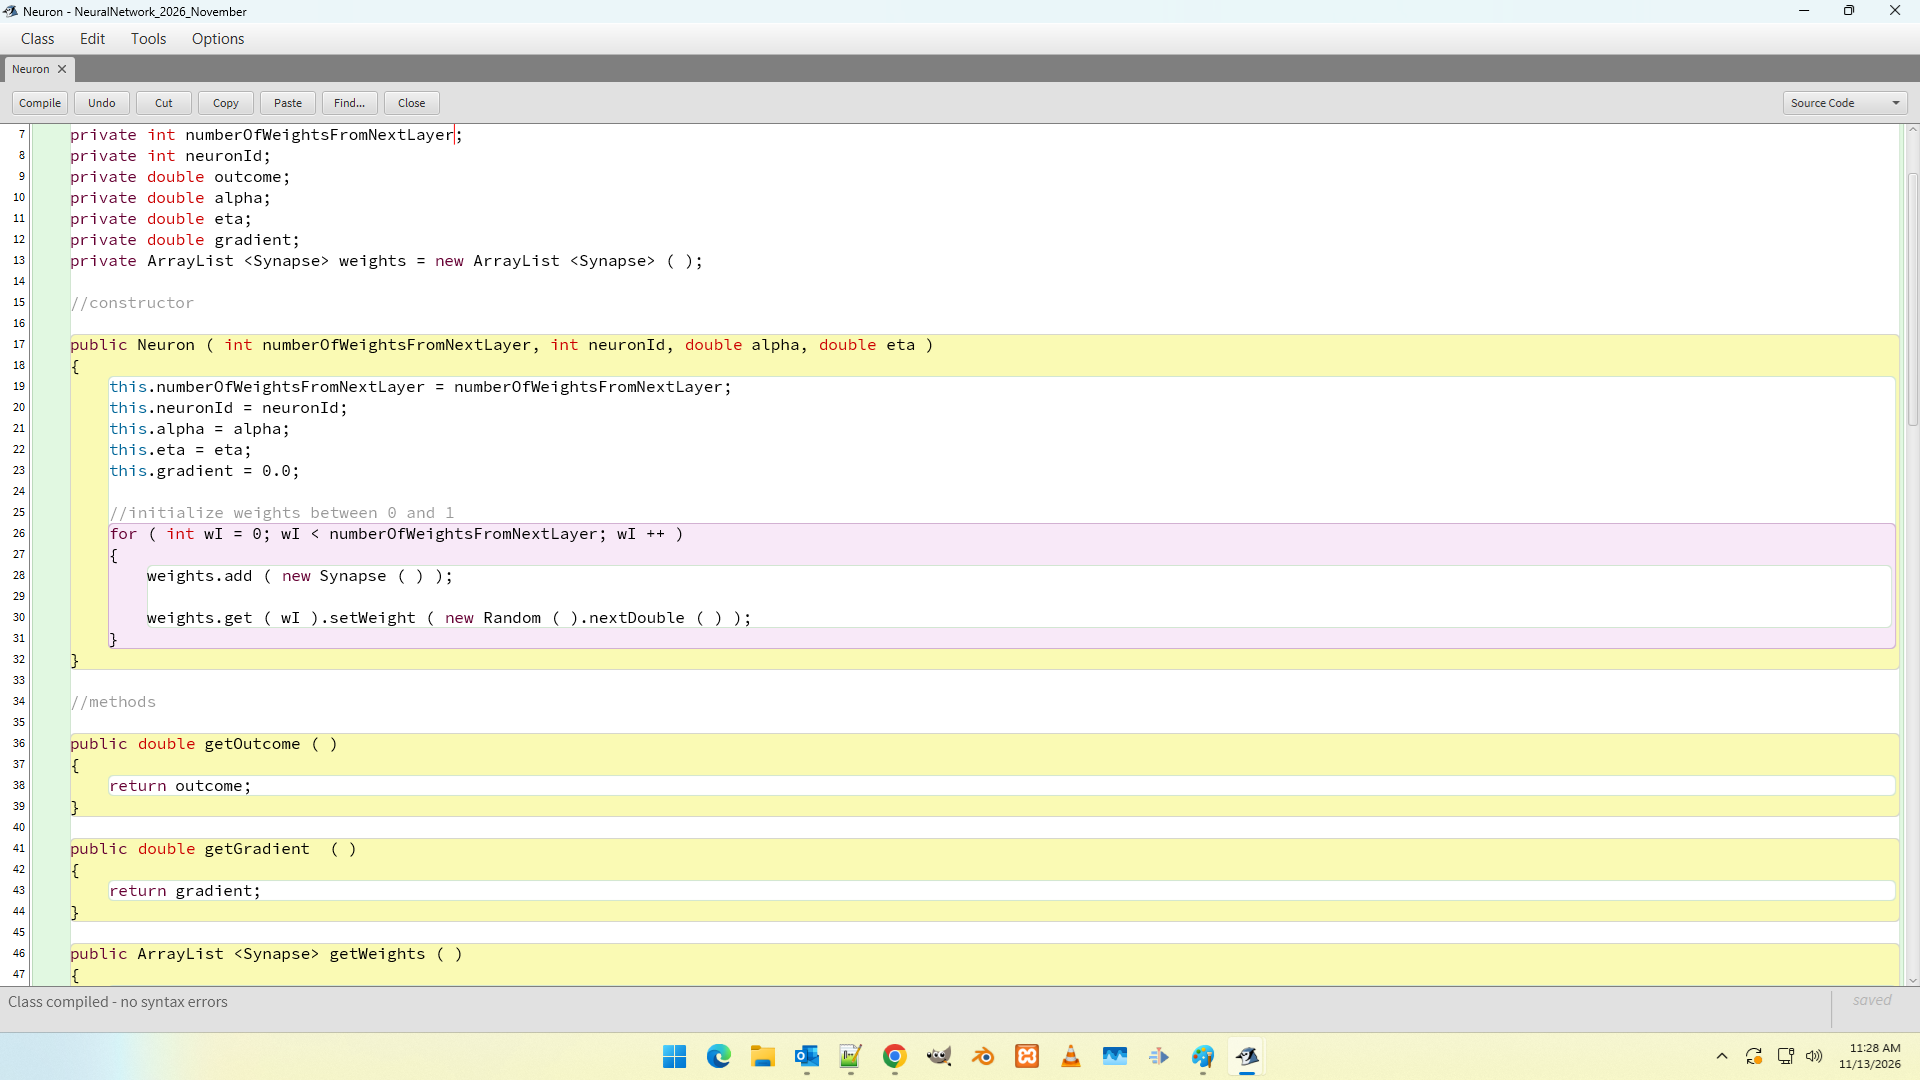 Neuron - NeuralNetwork_2026_November
Class Edit Tools Options
Neuron
Compile Undo Cut Copy Paste Find... Close Source Code
7 private int numberOfWeightsFromNextLayer;
8 private int neuronId;
9 private double outcome;
10 private double alpha;
11 private double eta;
12 private double gradient;
13 private ArrayList <Synapse> weights = new ArrayList <Synapse> ( );
14
15 //constructor
16
17 public Neuron ( int numberOfWeightsFromNextLayer, int neuronId, double alpha, double eta )
18 {
19 this.numberOfWeightsFromNextLayer = numberOfWeightsFromNextLayer;
20 this.neuronId = neuronId;
21 this.alpha = alpha;
22 this.eta = eta;
23 this.gradient = 0.0;
24
25 //initialize weights between 0 and 1
26 for ( int wI = 0; wI < numberOfWeightsFromNextLayer; wI ++ )
27 {
28 weights.add ( new Synapse ( ) );
29
30 weights.get ( wI ).setWeight ( new Random ( ).nextDouble ( ) );
31 }
32 }
33
34 //methods
35
36 public double getOutcome ( )
37 {
38 return outcome;
39 }
40
41 public double getGradient  ( )
42 {
43 return gradient;
44 }
45
46 public ArrayList <Synapse> getWeights ( )
47 {
Class compiled - no syntax errors
saved
11:28 AM
11/13/2026